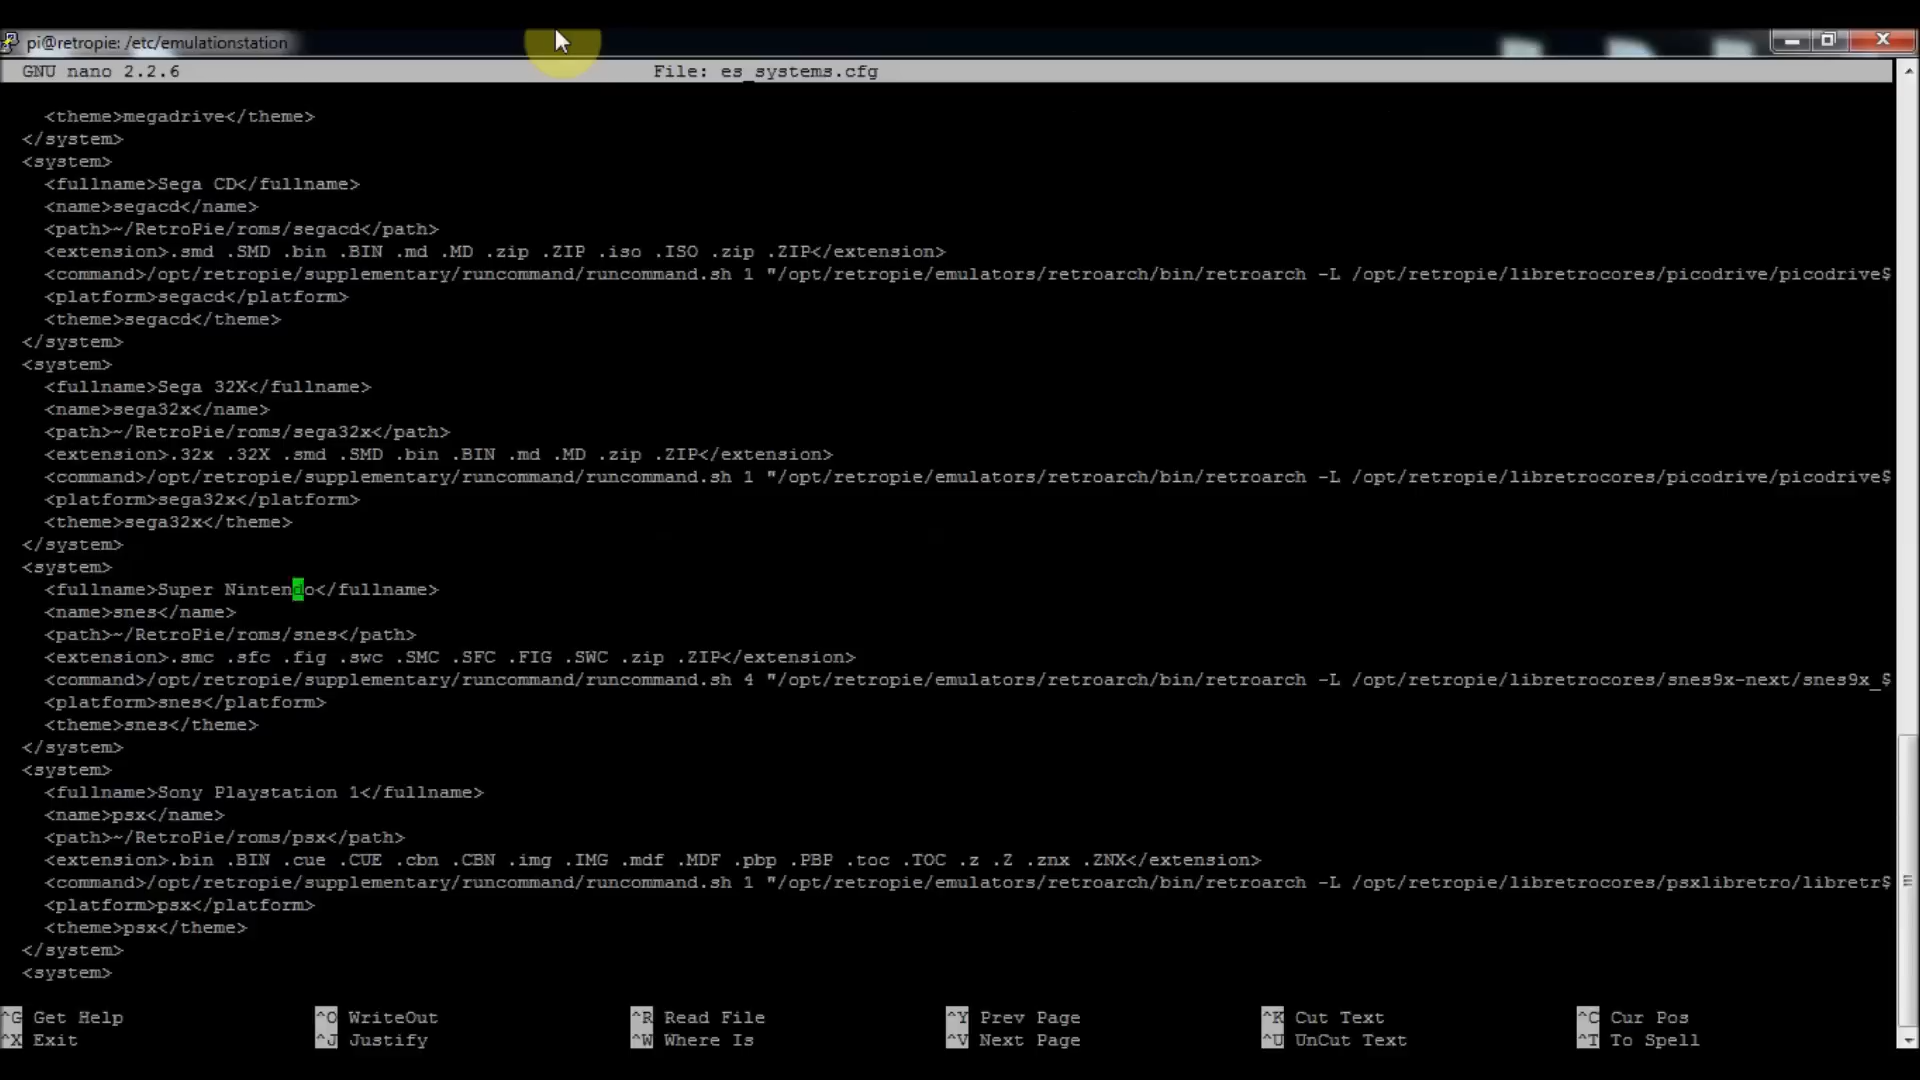 pi@retropie: /etc/emulationstation
GNU nano 2.2.6 File: es_systems.cfg
<theme>megadrive</theme>
</system>
<system>
<fullname>Sega CD</fullname>
<name>segacd</name>
<path>~/RetroPie/roms/segacd</path>
<extension>.smd .SMD .bin .BIN .md .MD .zip .ZIP .iso .ISO .zip .ZIP</extension>
<command>/opt/retropie/supplementary/runcommand/runcommand.sh 1 "/opt/retropie/emulators/retroarch/bin/retroarch -L /opt/retropie/libretrocores/picodrive/picodrive$
<platform>segacd</platform>
<theme>segacd</theme>
</system>
<system>
<fullname>Sega 32X</fullname>
<name>sega32x</name>
<path>~/RetroPie/roms/sega32x</path>
<extension>.32x .32X .smd .SMD .bin .BIN .md .MD .zip .ZIP</extension>
<command>/opt/retropie/supplementary/runcommand/runcommand.sh 1 "/opt/retropie/emulators/retroarch/bin/retroarch -L /opt/retropie/libretrocores/picodrive/picodrive$
<platform>sega32x</platform>
<theme>sega32x</theme>
</system>
<system>
<fullname>Super Nintendo</fullname>
<name>snes</name>
<path>~/RetroPie/roms/snes</path>
<extension>.smc .sfc .fig .swc .SMC .SFC .FIG .SWC .zip .ZIP</extension>
<command>/opt/retropie/supplementary/runcommand/runcommand.sh 4 "/opt/retropie/emulators/retroarch/bin/retroarch -L /opt/retropie/libretrocores/snes9x-next/snes9x_$
<platform>snes</platform>
<theme>snes</theme>
</system>
<system>
<fullname>Sony Playstation 1</fullname>
<name>psx</name>
<path>~/RetroPie/roms/psx</path>
<extension>.bin .BIN .cue .CUE .cbn .CBN .img .IMG .mdf .MDF .pbp .PBP .toc .TOC .z .Z .znx .ZNX</extension>
<command>/opt/retropie/supplementary/runcommand/runcommand.sh 1 "/opt/retropie/emulators/retroarch/bin/retroarch -L /opt/retropie/libretrocores/psxlibretro/libretr$
<platform>psx</platform>
<theme>psx</theme>
</system>
<system>
^G Get Help ^O WriteOut ^R Read File ^Y Prev Page ^K Cut Text ^C Cur Pos
^X Exit ^J Justify ^W Where Is ^V Next Page ^U UnCut Text ^T To Spell